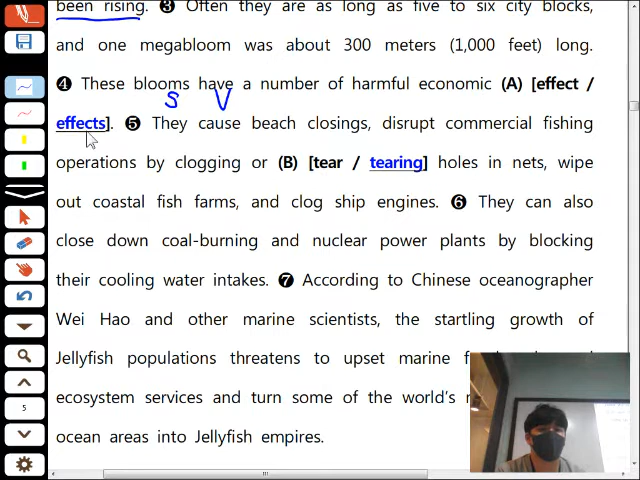 been rising. ❸ Often they are as long as five to six city blocks,
and one megabloom was about 300 meters (1,000 feet) long.
❹ These blooms have a number of harmful economic (A) [effect /
S V
effects]. ❺ They cause beach closings, disrupt commercial fishing
operations by clogging or (B) [tear / tearing] holes in nets, wipe
out coastal fish farms, and clog ship engines. ❻ They can also
close down coal-burning and nuclear power plants by blocking
their cooling water intakes. ❼ According to Chinese oceanographer
Wei Hao and other marine scientists, the startling growth of
Jellyfish populations threatens to upset marine
ecosystem services and turn some of the world's
ocean areas into Jellyfish empires.
5